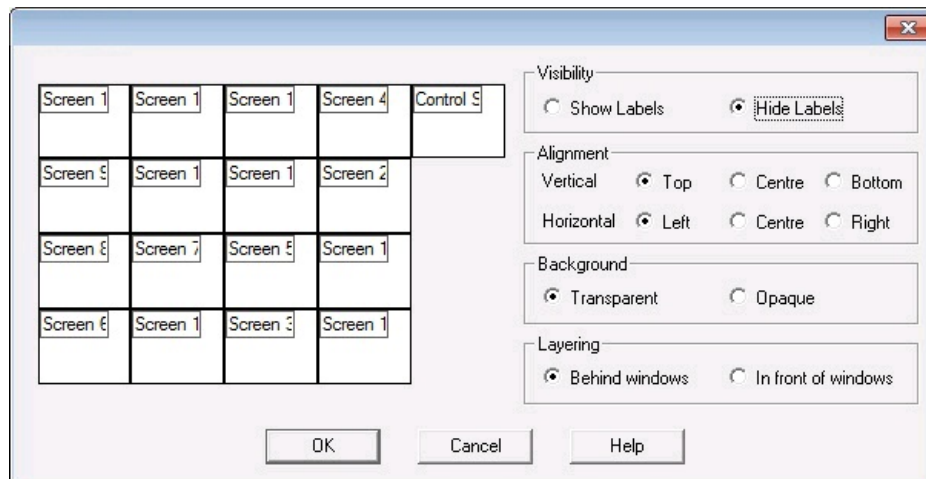 Screen 1 Screen 1 Screen 1 Screen 4 Control S
Screen 9 Screen 1 Screen 1 Screen 2
Screen 8 Screen 7 Screen 5 Screen 1
Screen 6 Screen 1 Screen 3 Screen 1
Visibility
Show Labels Hide Labels
Alignment
Vertical Top Centre Bottom
Horizontal Left Centre Right
Background
Transparent Opaque
Layering
Behind windows In front of windows
OK Cancel Help